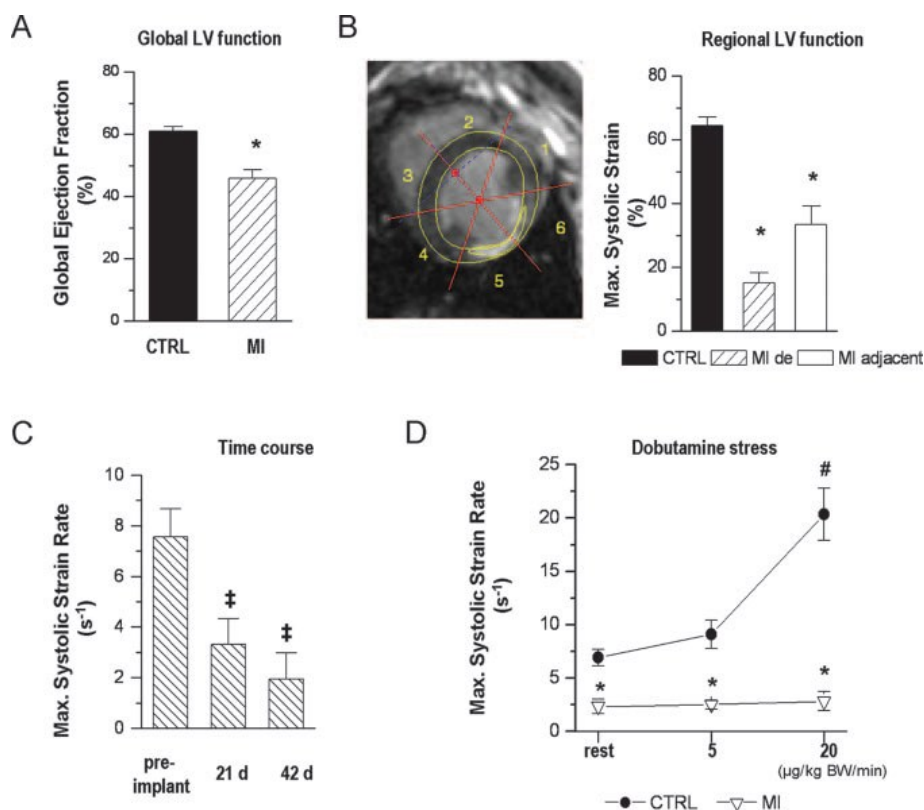 A
Global LV function
Global Ejection Fraction
(%)
80
60
40
20
0
*
CTRL
MI
B
Regional LV function
2
1
3
6
4
5
Max. Systolic Strain
(%)
80
60
40
20
0
*
*
CTRL MI de MI adjacent
C
Time course
Max. Systolic Strain Rate
(s-1)
10
8
6
4
2
0
‡
‡
pre-
implant
21 d
42 d
D
Dobutamine stress
Max. Systolic Strain Rate
(s-1)
25
20
15
10
5
0
#
*
*
*
rest
5
20
(µg/kg BW/min)
CTRL MI